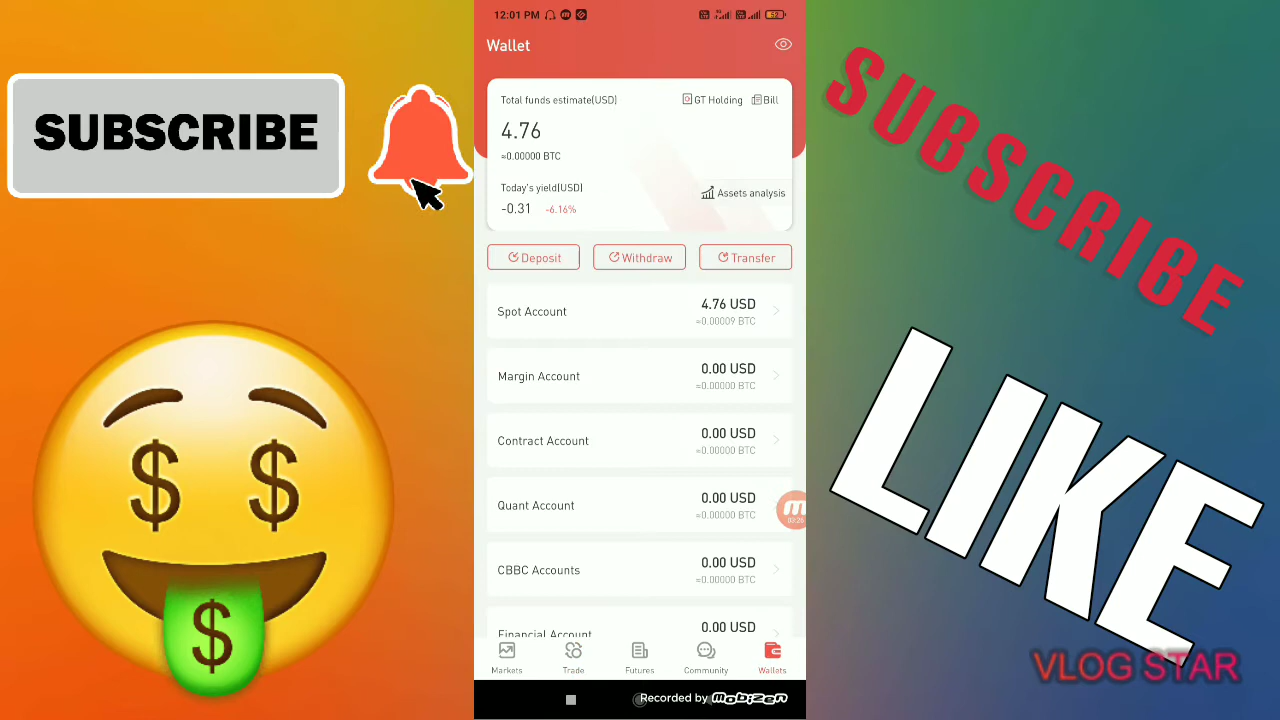 SUBSCRIBE
12:01 PM
52
Wallet
Total funds estimate(USD)
GT Holding
Bill
4.76
≈0.00000 BTC
Today's yield(USD)
Assets analysis
-0.31 -6.16%
Deposit
Withdraw
Transfer
Spot Account
4.76 USD
≈0.00009 BTC
Margin Account
0.00 USD
≈0.00000 BTC
Contract Account
0.00 USD
≈0.00000 BTC
Quant Account
0.00 USD
≈0.00000 BTC
00:26
CBBC Accounts
0.00 USD
≈0.00000 BTC
Financial Account
0.00 USD
Markets
Trade
Futures
Community
Wallets
Recorded by Mobizen
$ $
$
SUBSCRIBE
LIKE
VLOG STAR